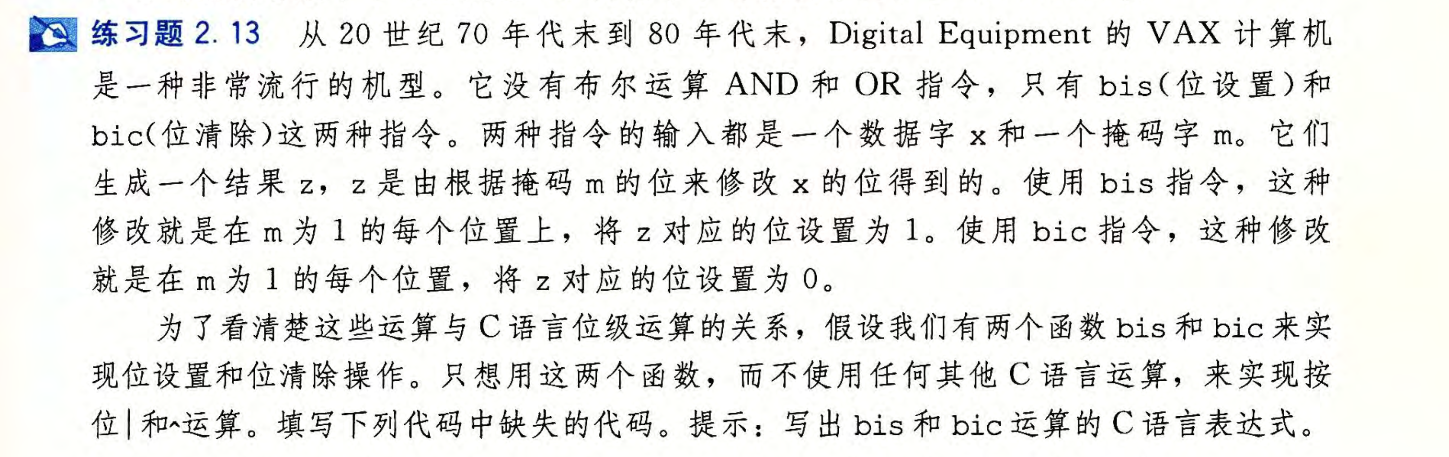 练习题 2.13 从 20 世纪 70 年代末到 80 年代末，Digital Equipment 的 VAX 计算机
是一种非常流行的机型。它没有布尔运算 AND 和 OR 指令，只有 bis(位设置)和
bic(位清除)这两种指令。两种指令的输入都是一个数据字 x 和一个掩码字 m。它们
生成一个结果 z，z 是由根据掩码 m 的位来修改 x 的位得到的。使用 bis 指令，这种
修改就是在 m 为 1 的每个位置上，将 z 对应的位设置为 1。使用 bic 指令，这种修改
就是在 m 为 1 的每个位置，将 z 对应的位设置为 0。
为了看清楚这些运算与 C 语言位级运算的关系，假设我们有两个函数 bis 和 bic 来实
现位设置和位清除操作。只想用这两个函数，而不使用任何其他 C 语言运算，来实现按
位|和^运算。填写下列代码中缺失的代码。提示：写出 bis 和 bic 运算的 C 语言表达式。